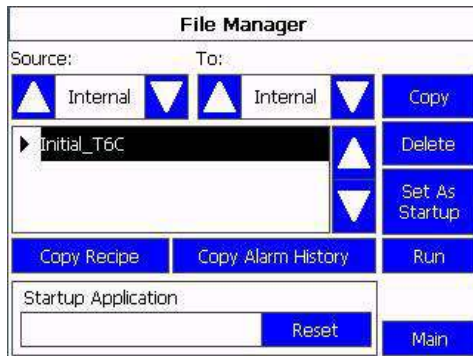 File Manager
Source: To:
Internal Internal Copy
Initial_T6C Delete
Set As
Startup
Copy Recipe Copy Alarm History Run
Startup Application
Reset Main